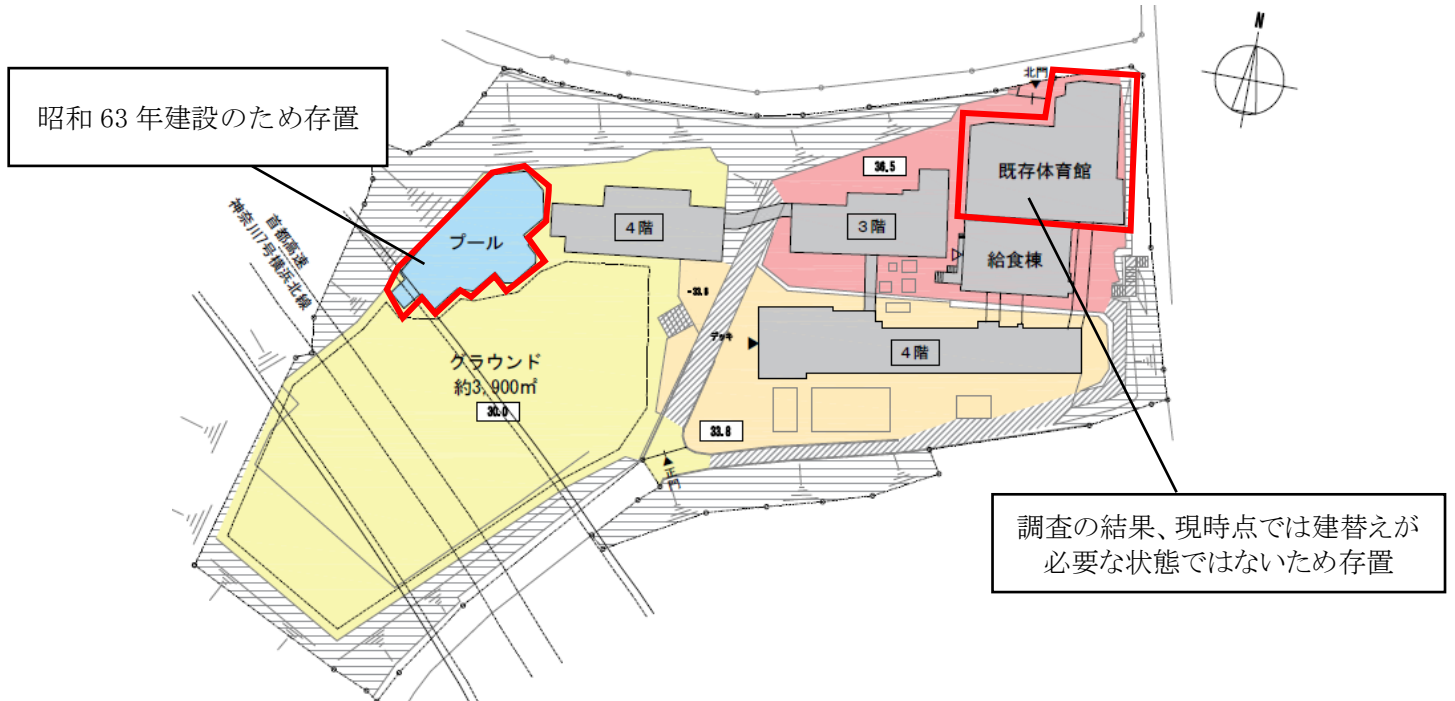 N
北門
昭和 63 年建設のため存置
36.5
既存体育館
首都高速
神奈川7号横浜北線
プール
4階
3階
給食棟
-33.8
デッキ
4階
グラウンド
約3,900㎡
30.0
33.8
正門
調査の結果、現時点では建替えが
必要な状態ではないため存置